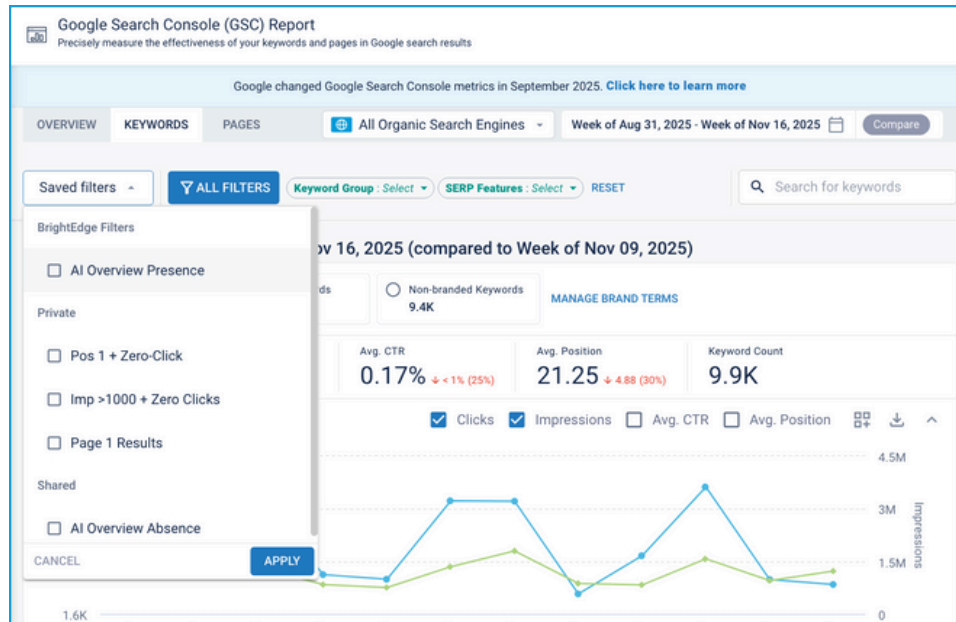 Google Search Console (GSC) Report
Precisely measure the effectiveness of your keywords and pages in Google search results
Google changed Google Search Console metrics in September 2025. Click here to learn more
OVERVIEW KEYWORDS PAGES All Organic Search Engines Week of Aug 31, 2025 - Week of Nov 16, 2025 Compare
Saved filters ALL FILTERS Keyword Group : Select SERP Features : Select RESET Search for keywords
BrightEdge Filters
AI Overview Presence
Private
Pos 1 + Zero-Click
Imp >1000 + Zero Clicks
Page 1 Results
Shared
AI Overview Absence
CANCEL APPLY
16, 2025 (compared to Week of Nov 09, 2025)
Non-branded Keywords
9.4K
MANAGE BRAND TERMS
Avg. CTR
0.17% < 1% (25%)
Avg. Position
21.25 4.88 (30%)
Keyword Count
9.9K
Clicks Impressions Avg. CTR Avg. Position
4.5M
3M
1.5M
Impressions
1.6K 0